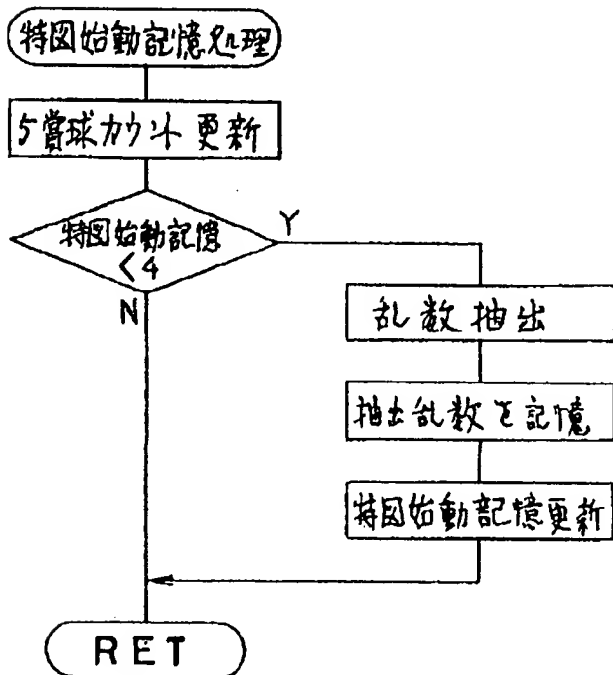 特図始動記憶処理
5賞球カウント更新
特図始動記憶
<4
Y
N
乱数抽出
抽出乱数を記憶
特図始動記憶更新
RET